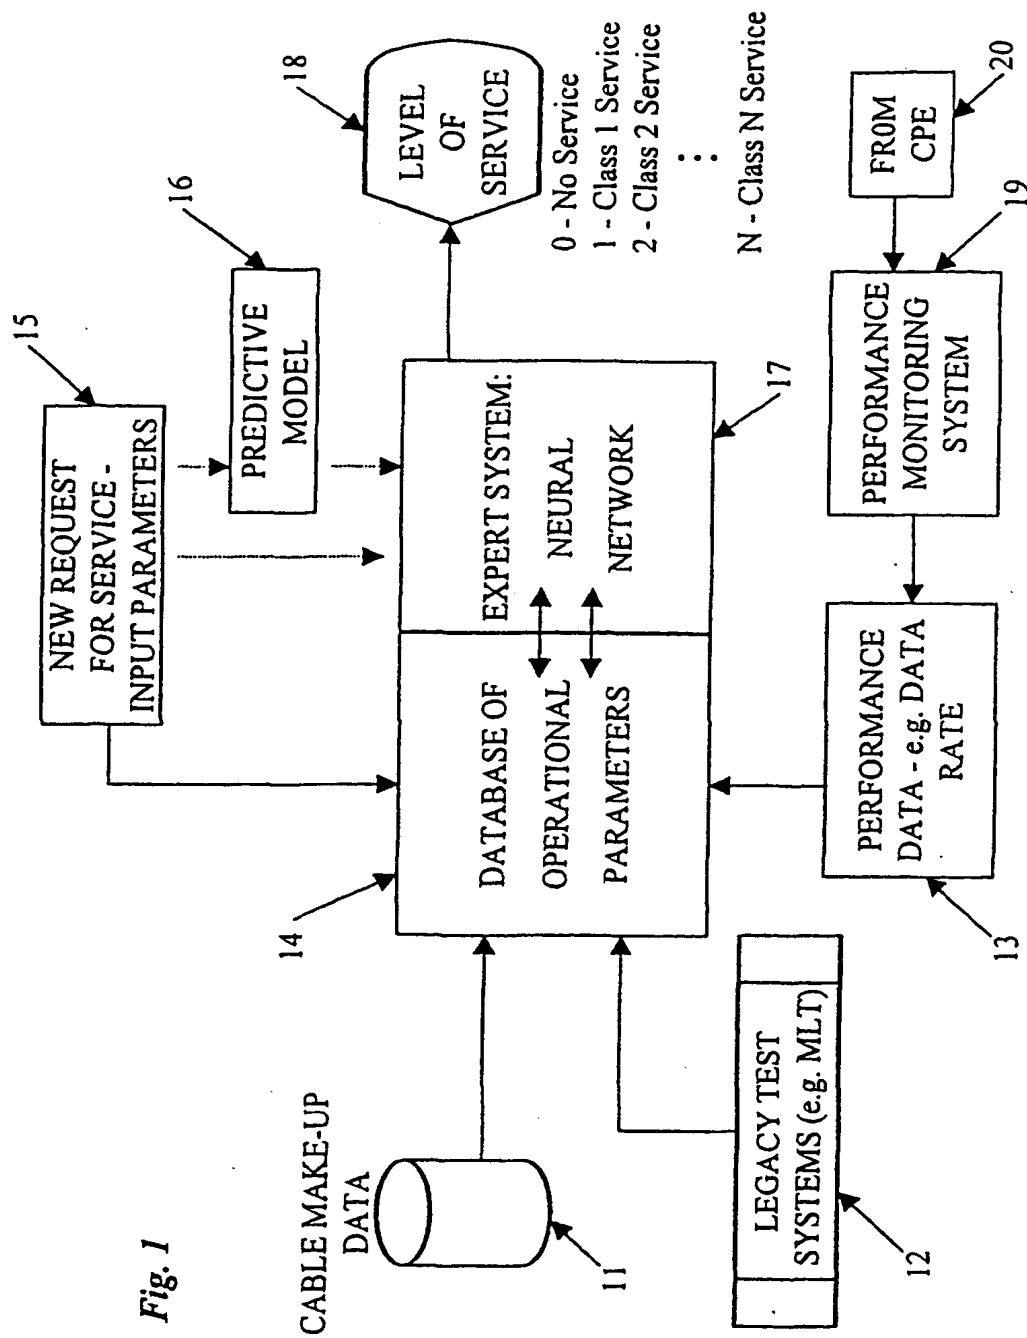 Fig. 1
CABLE MAKE-UP
DATA
11
LEGACY TEST
SYSTEMS (e.g. MLT)
12
14
DATABASE OF
OPERATIONAL
PARAMETERS
EXPERT SYSTEM:
NEURAL
NETWORK
17
NEW REQUEST
FOR SERVICE -
INPUT PARAMETERS
15
PREDICTIVE
MODEL
16
LEVEL
OF
SERVICE
18
0 - No Service
1 - Class 1 Service
2 - Class 2 Service
⋮
N - Class N Service
PERFORMANCE
DATA - e.g. DATA
RATE
13
PERFORMANCE
MONITORING
SYSTEM
19
FR0M
CPE
20